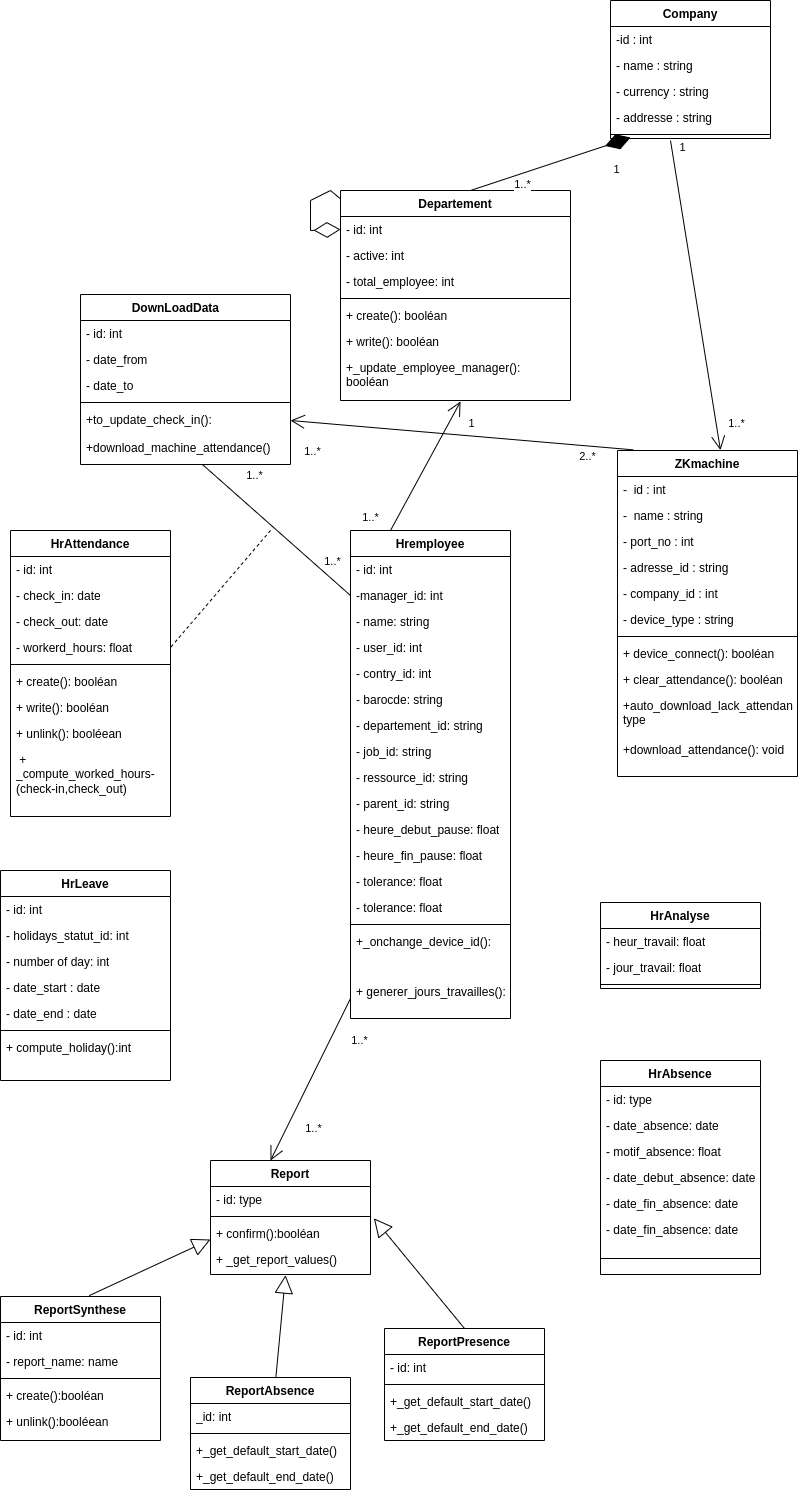 Company
-id : int
- name : string
- currency : string
- addresse : string
1
1
1..*
Departement
- id: int
- active: int
- total_employee: int
+ create(): booléan
+ write(): booléan
+_update_employee_manager():
booléan
DownLoadData
- id: int
- date_from
- date_to
+to_update_check_in():
+download_machine_attendance()
1
1..*
1..*
2..*
1..*
1..*
1..*
ZKmachine
-  id : int
-  name : string
- port_no : int
- adresse_id : string
- company_id : int
- device_type : string
+ device_connect(): booléan
+ clear_attendance(): booléan
+auto_download_lack_attendan
type
+download_attendance(): void
HrAttendance
- id: int
- check_in: date
- check_out: date
- workerd_hours: float
+ create(): booléan
+ write(): booléan
+ unlink(): booléean
+
_compute_worked_hours-
(check-in,check_out)
Hremployee
- id: int
-manager_id: int
- name: string
- user_id: int
- contry_id: int
- barocde: string
- departement_id: string
- job_id: string
- ressource_id: string
- parent_id: string
- heure_debut_pause: float
- heure_fin_pause: float
- tolerance: float
- tolerance: float
+_onchange_device_id():
+ generer_jours_travailles():
HrLeave
- id: int
- holidays_statut_id: int
- number of day: int
- date_start : date
- date_end : date
+ compute_holiday():int
HrAnalyse
- heur_travail: float
- jour_travail: float
1..*
1..*
HrAbsence
- id: type
- date_absence: date
- motif_absence: float
- date_debut_absence: date
- date_fin_absence: date
- date_fin_absence: date
Report
- id: type
+ confirm():booléan
+ _get_report_values()
ReportSynthese
- id: int
- report_name: name
+ create():booléan
+ unlink():booléean
ReportAbsence
_id: int
+_get_default_start_date()
+_get_default_end_date()
ReportPresence
- id: int
+_get_default_start_date()
+_get_default_end_date()